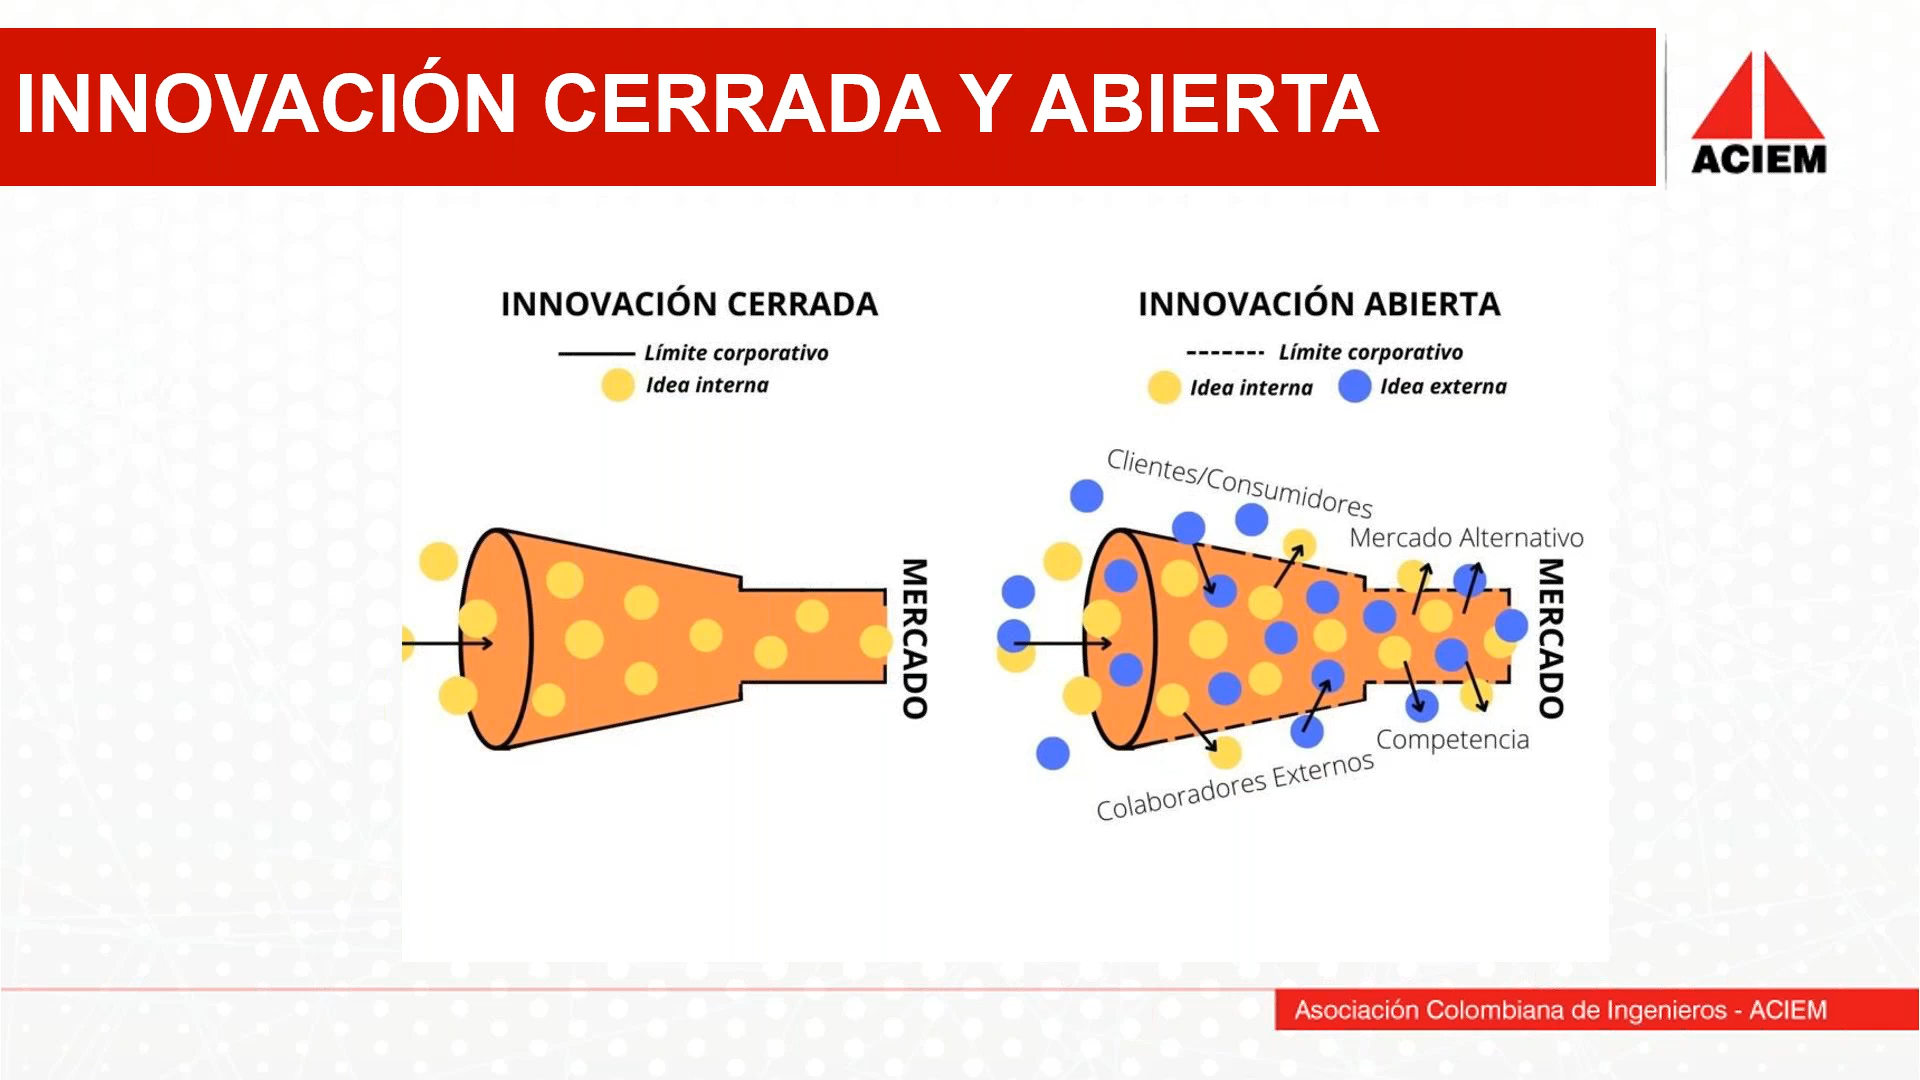 INNOVACIÓN CERRADA Y ABIERTA
ACIEM
INNOVACIÓN CERRADA
Límite corporativo
Idea interna
MERCADO
INNOVACIÓN ABIERTA
Límite corporativo
Idea interna
Idea externa
Clientes/Consumidores
Mercado Alternativo
MERCADO
Competencia
Colaboradores Externos
Asociación Colombiana de Ingenieros - ACIEM